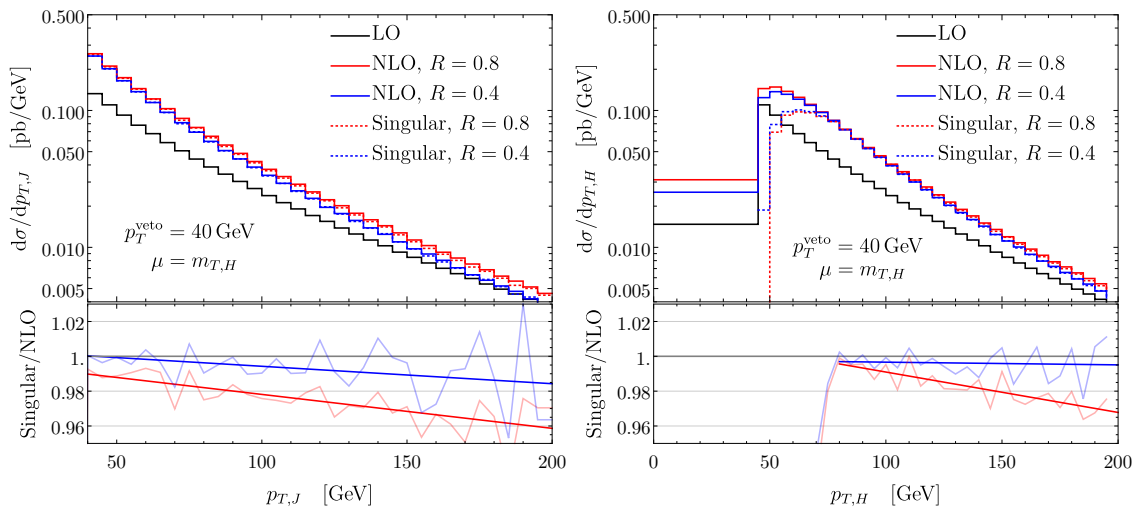 0.500
0.100
0.050
0.010
0.005
dσ/dp_{T,J} [pb/GeV]
LO
NLO, R = 0.8
NLO, R = 0.4
Singular, R = 0.8
Singular, R = 0.4
p_T^{veto} = 40 GeV
μ = m_{T,H}
1.02
1.
0.98
0.96
Singular/NLO
50
100
150
200
p_{T,J} [GeV]
0.500
0.100
0.050
0.010
0.005
dσ/dp_{T,H} [pb/GeV]
LO
NLO, R = 0.8
NLO, R = 0.4
Singular, R = 0.8
Singular, R = 0.4
p_T^{veto} = 40 GeV
μ = m_{T,H}
1.02
1.
0.98
0.96
Singular/NLO
0
50
100
150
200
p_{T,H} [GeV]